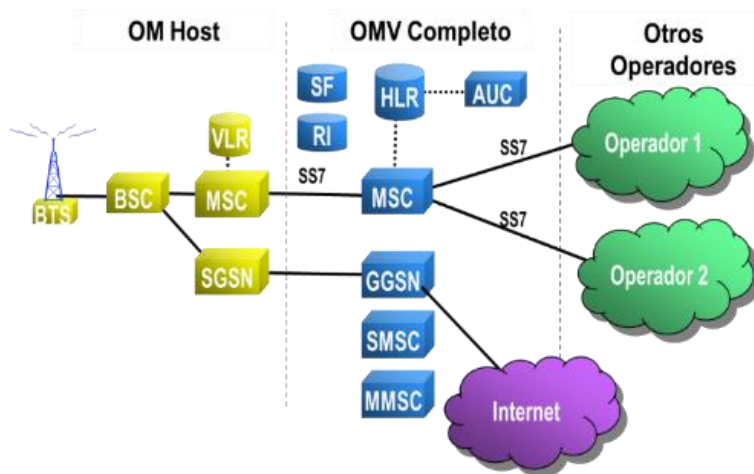 OM Host
OMV Completo
Otros
Operadores
SF
HLR
AUC
RI
VLR
SS7
Operador 1
BTS
BSC
MSC
SS7
MSC
SS7
SGSN
GGSN
Operador 2
SMSC
MMSC
Internet